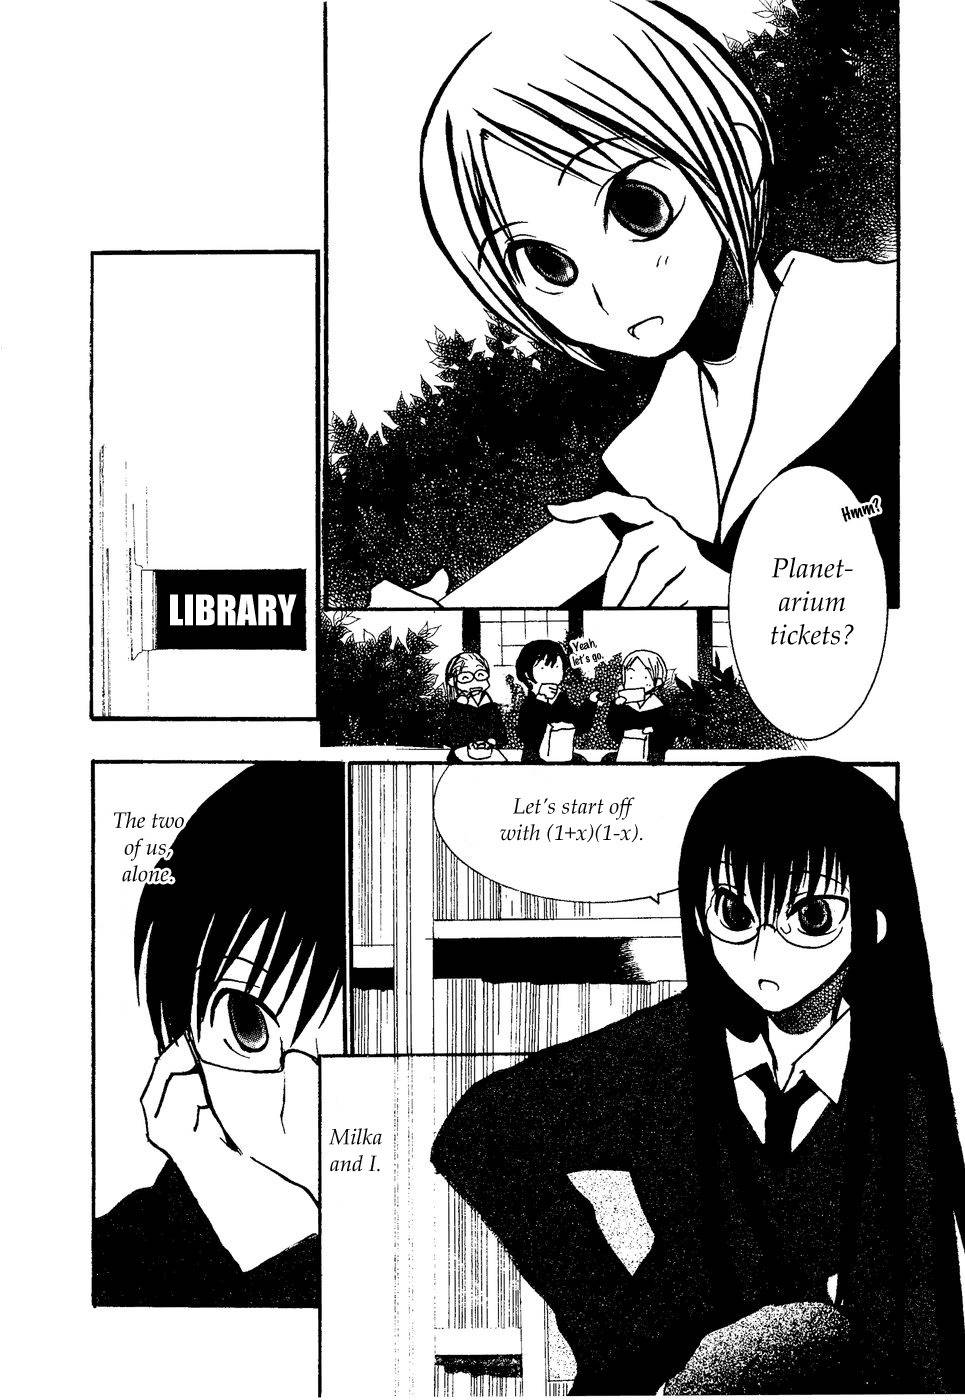 Hmm?
Planet-
arium
tickets?
Yeah,
let's go.
LIBRARY
Let's start off
with (1+x)(1-x).
The two
of us,
alone.
Milka
and I.